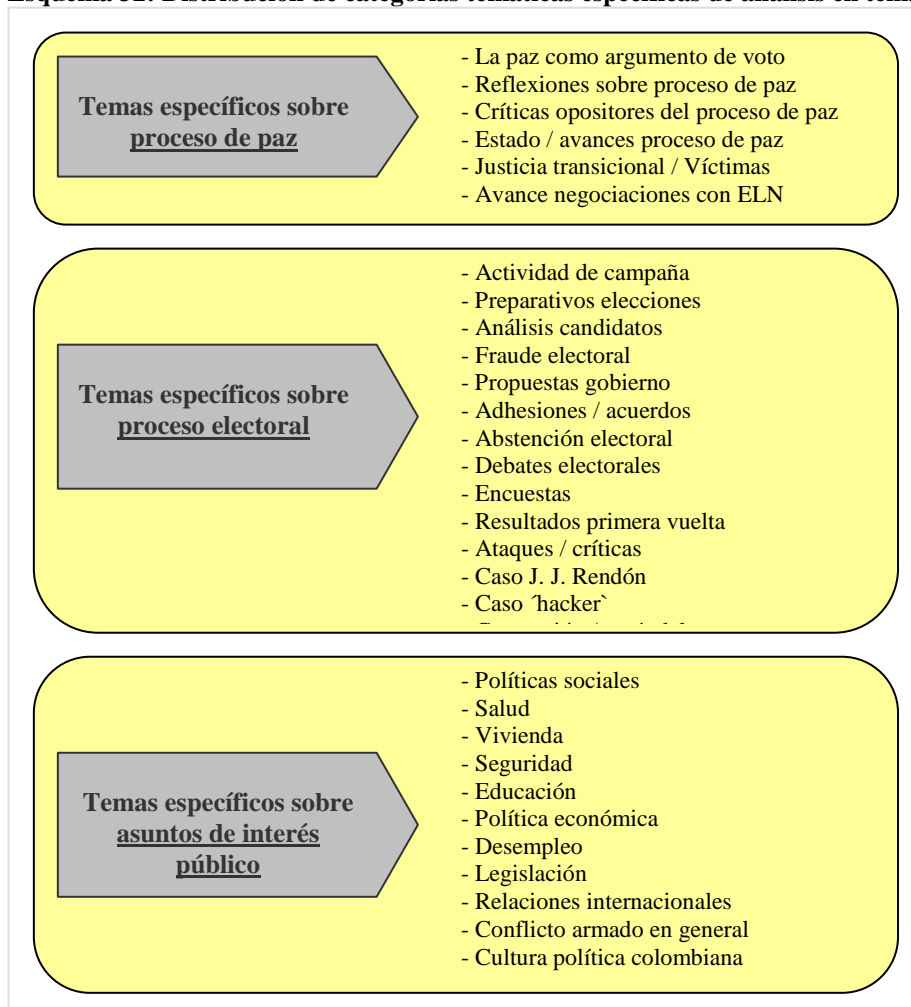 Temas específicos sobre
proceso de paz
- La paz como argumento de voto
- Reflexiones sobre proceso de paz
- Críticas opositores del proceso de paz
- Estado / avances proceso de paz
- Justicia transicional / Víctimas
- Avance negociaciones con ELN
Temas específicos sobre
proceso electoral
- Actividad de campaña
- Preparativos elecciones
- Análisis candidatos
- Fraude electoral
- Propuestas gobierno
- Adhesiones / acuerdos
- Abstención electoral
- Debates electorales
- Encuestas
- Resultados primera vuelta
- Ataques / críticas
- Caso J. J. Rendón
- Caso ´hacker`
Temas específicos sobre
asuntos de interés
público
- Políticas sociales
- Salud
- Vivienda
- Seguridad
- Educación
- Política económica
- Desempleo
- Legislación
- Relaciones internacionales
- Conflicto armado en general
- Cultura política colombiana